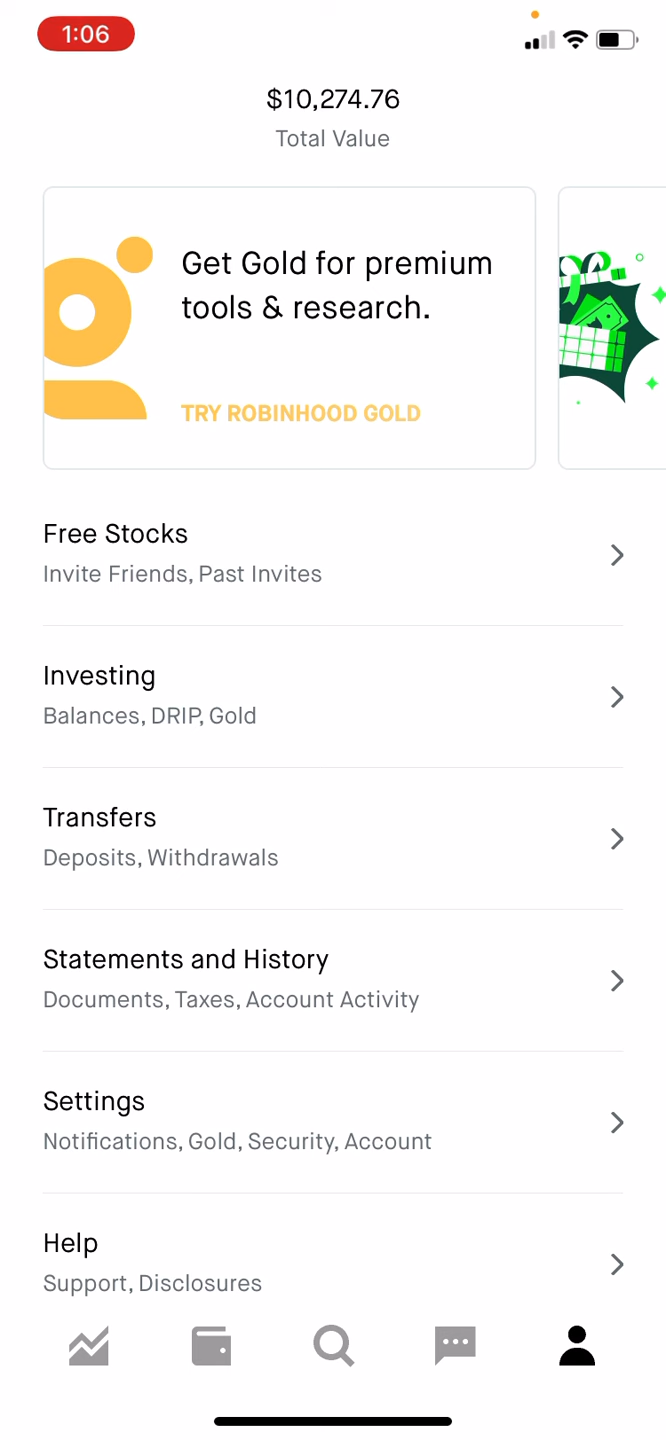 1:06
$10,274.76
Total Value
Get Gold for premium
tools & research.
TRY ROBINHOOD GOLD
Free Stocks
Invite Friends, Past Invites
Investing
Balances, DRIP, Gold
Transfers
Deposits, Withdrawals
Statements and History
Documents, Taxes, Account Activity
Settings
Notifications, Gold, Security, Account
Help
Support, Disclosures